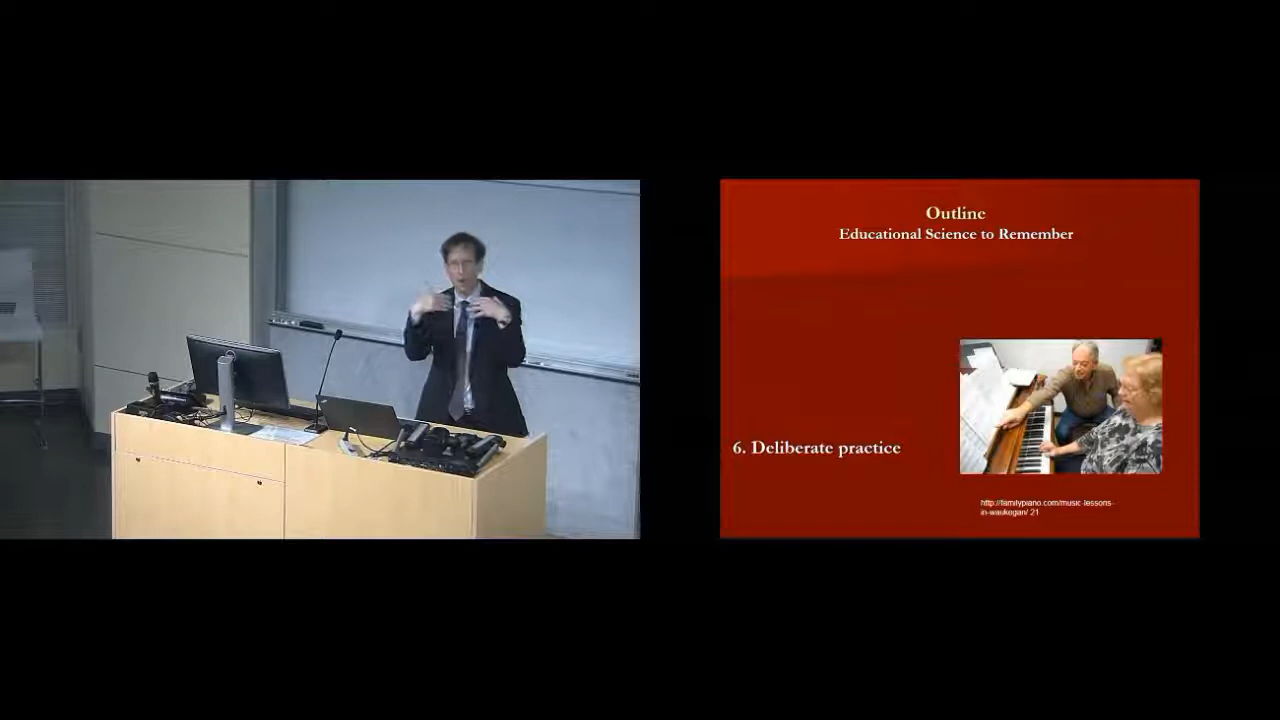 Outline
Educational Science to Remember
6. Deliberate practice
http://familypiano.com/music-lessons-
in-waukegan/ 21